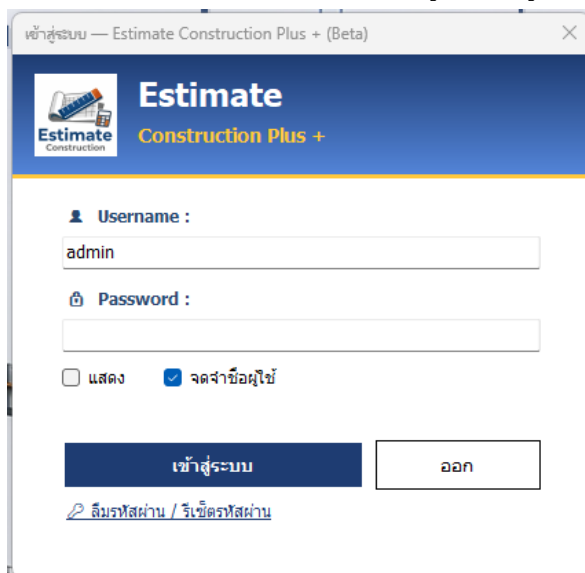 เข้าสู่ระบบ — Estimate Construction Plus + (Beta)
Estimate
Construction Plus +
Estimate
Construction
Username :
admin
Password :
แสดง จดจำชื่อผู้ใช้
เข้าสู่ระบบ ออก
ลืมรหัสผ่าน / รีเซ็ตรหัสผ่าน